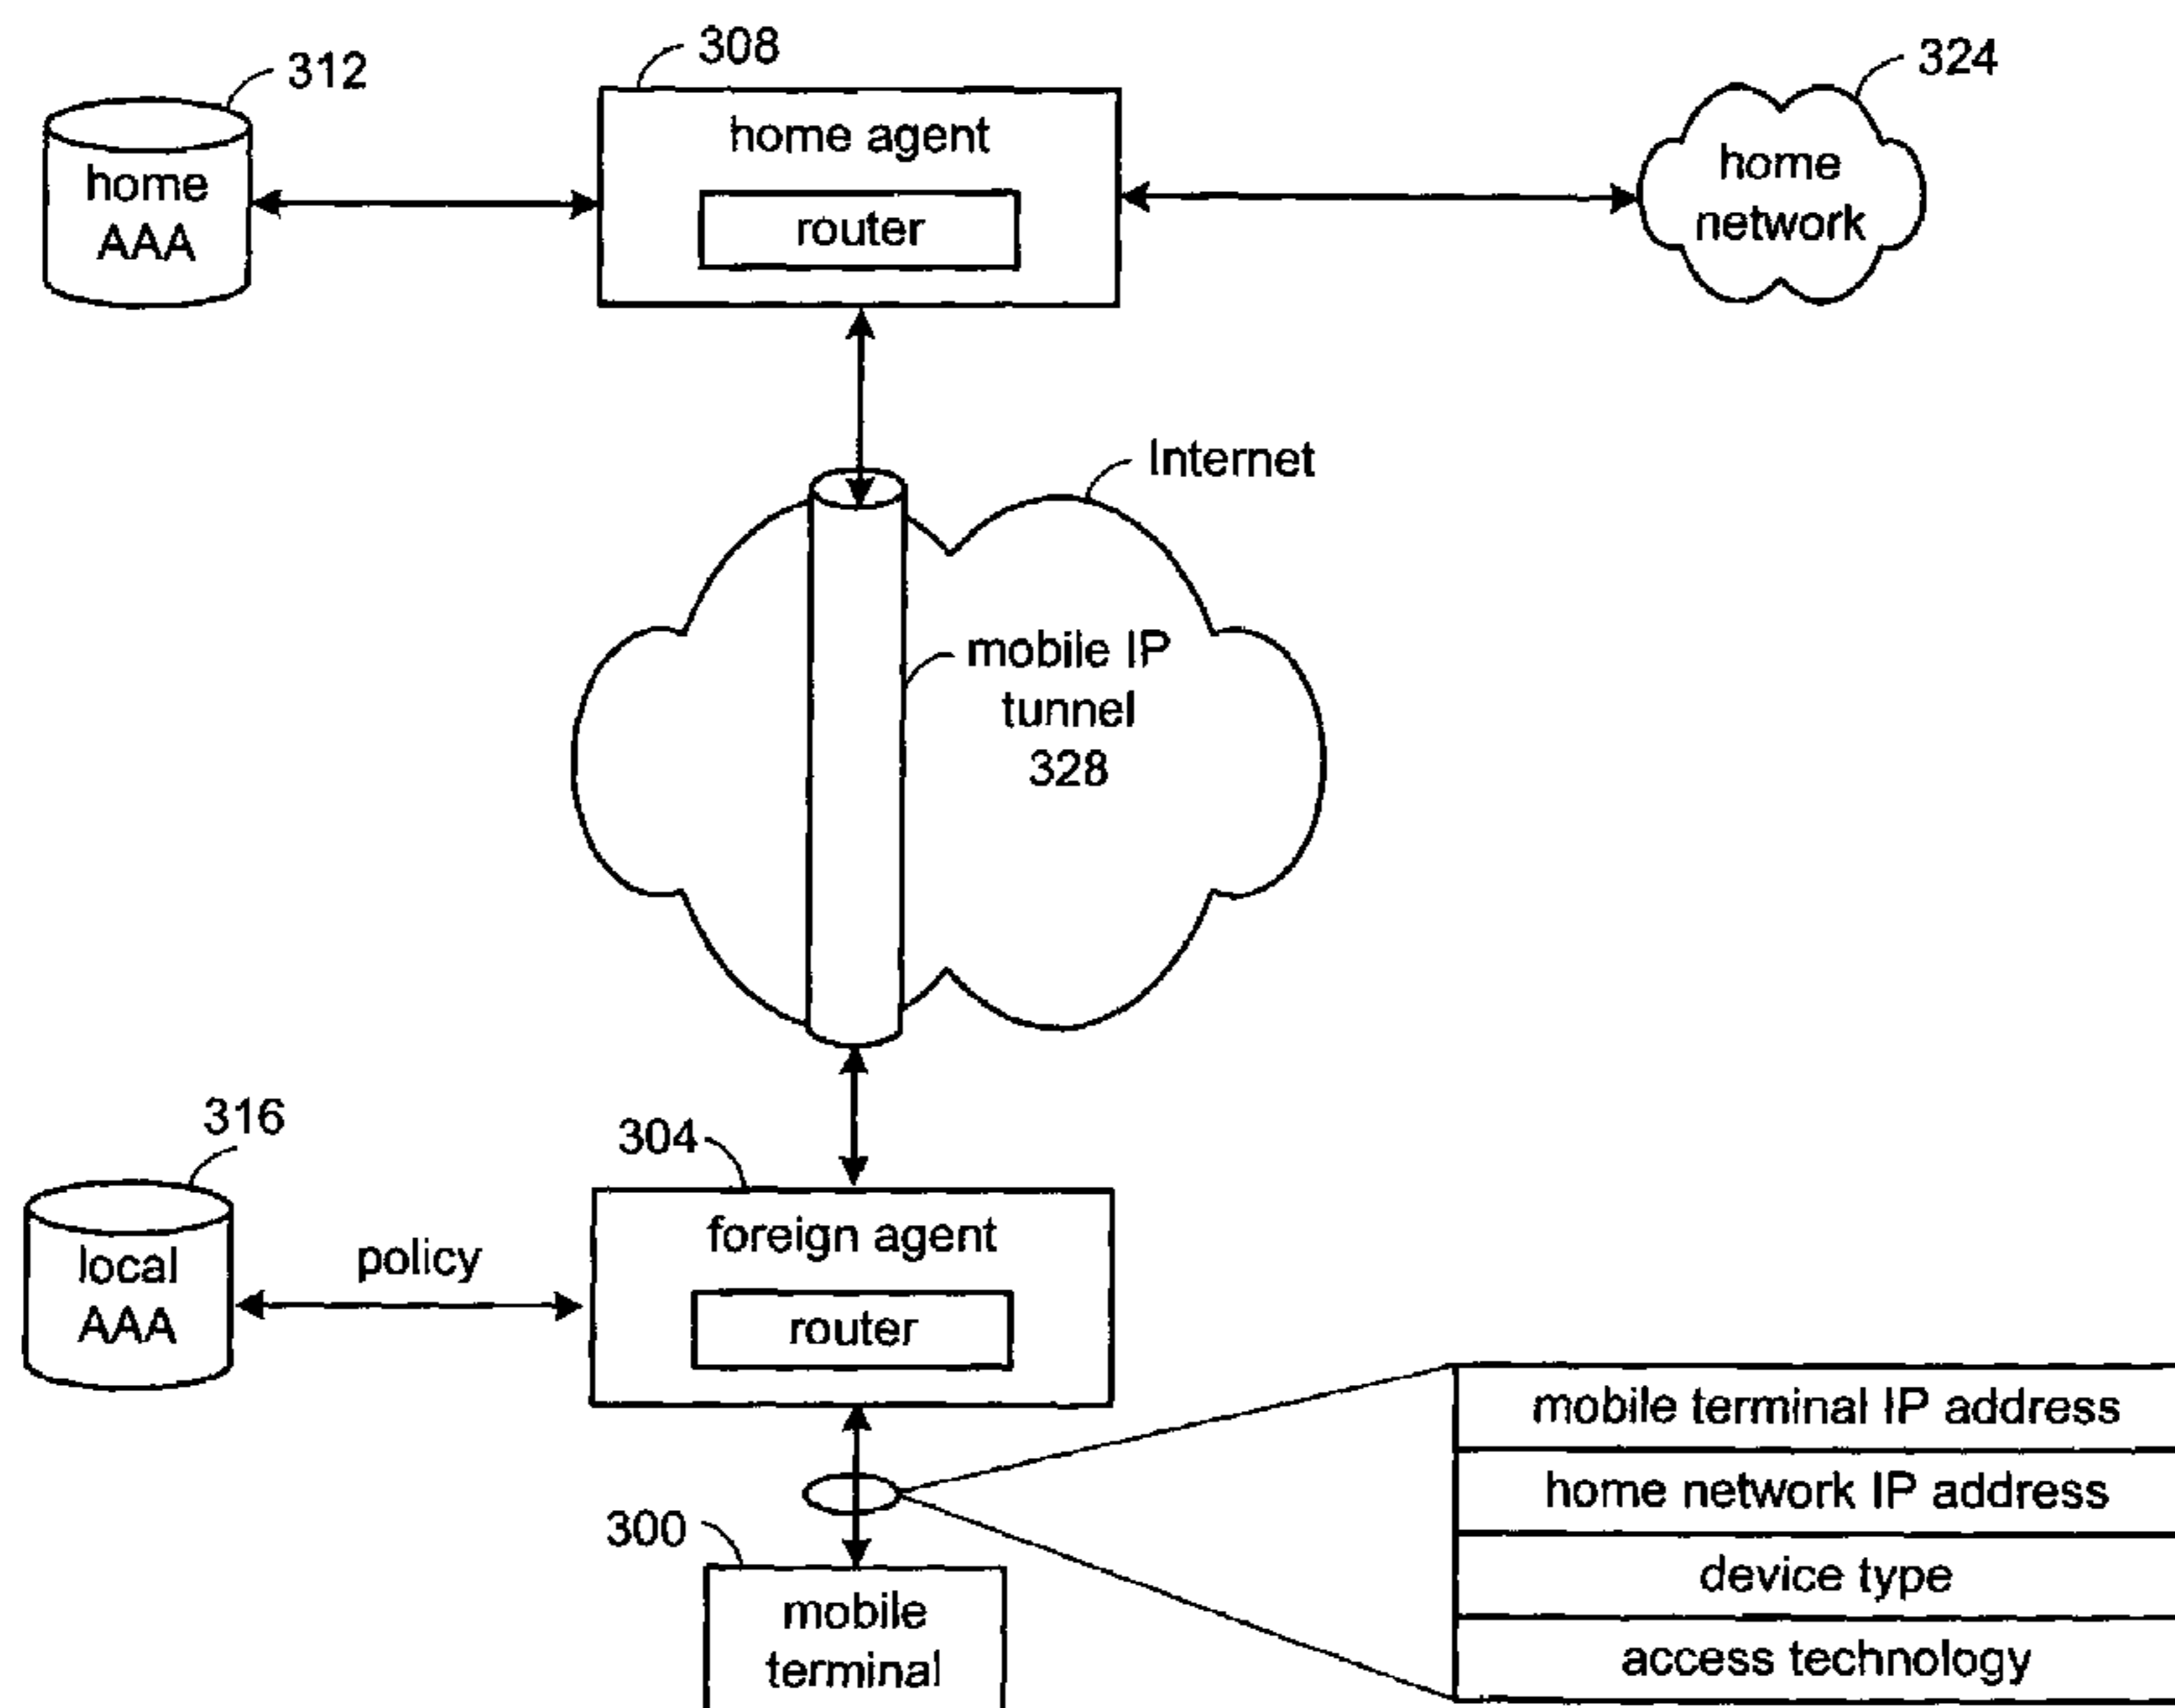 312
308
324
home
AAA
home agent
router
home
network
Internet
mobile IP
tunnel
328
316
304
local
AAA
policy
foreign agent
router
300
mobile
terminal
mobile terminal IP address
home network IP address
device type
access technology